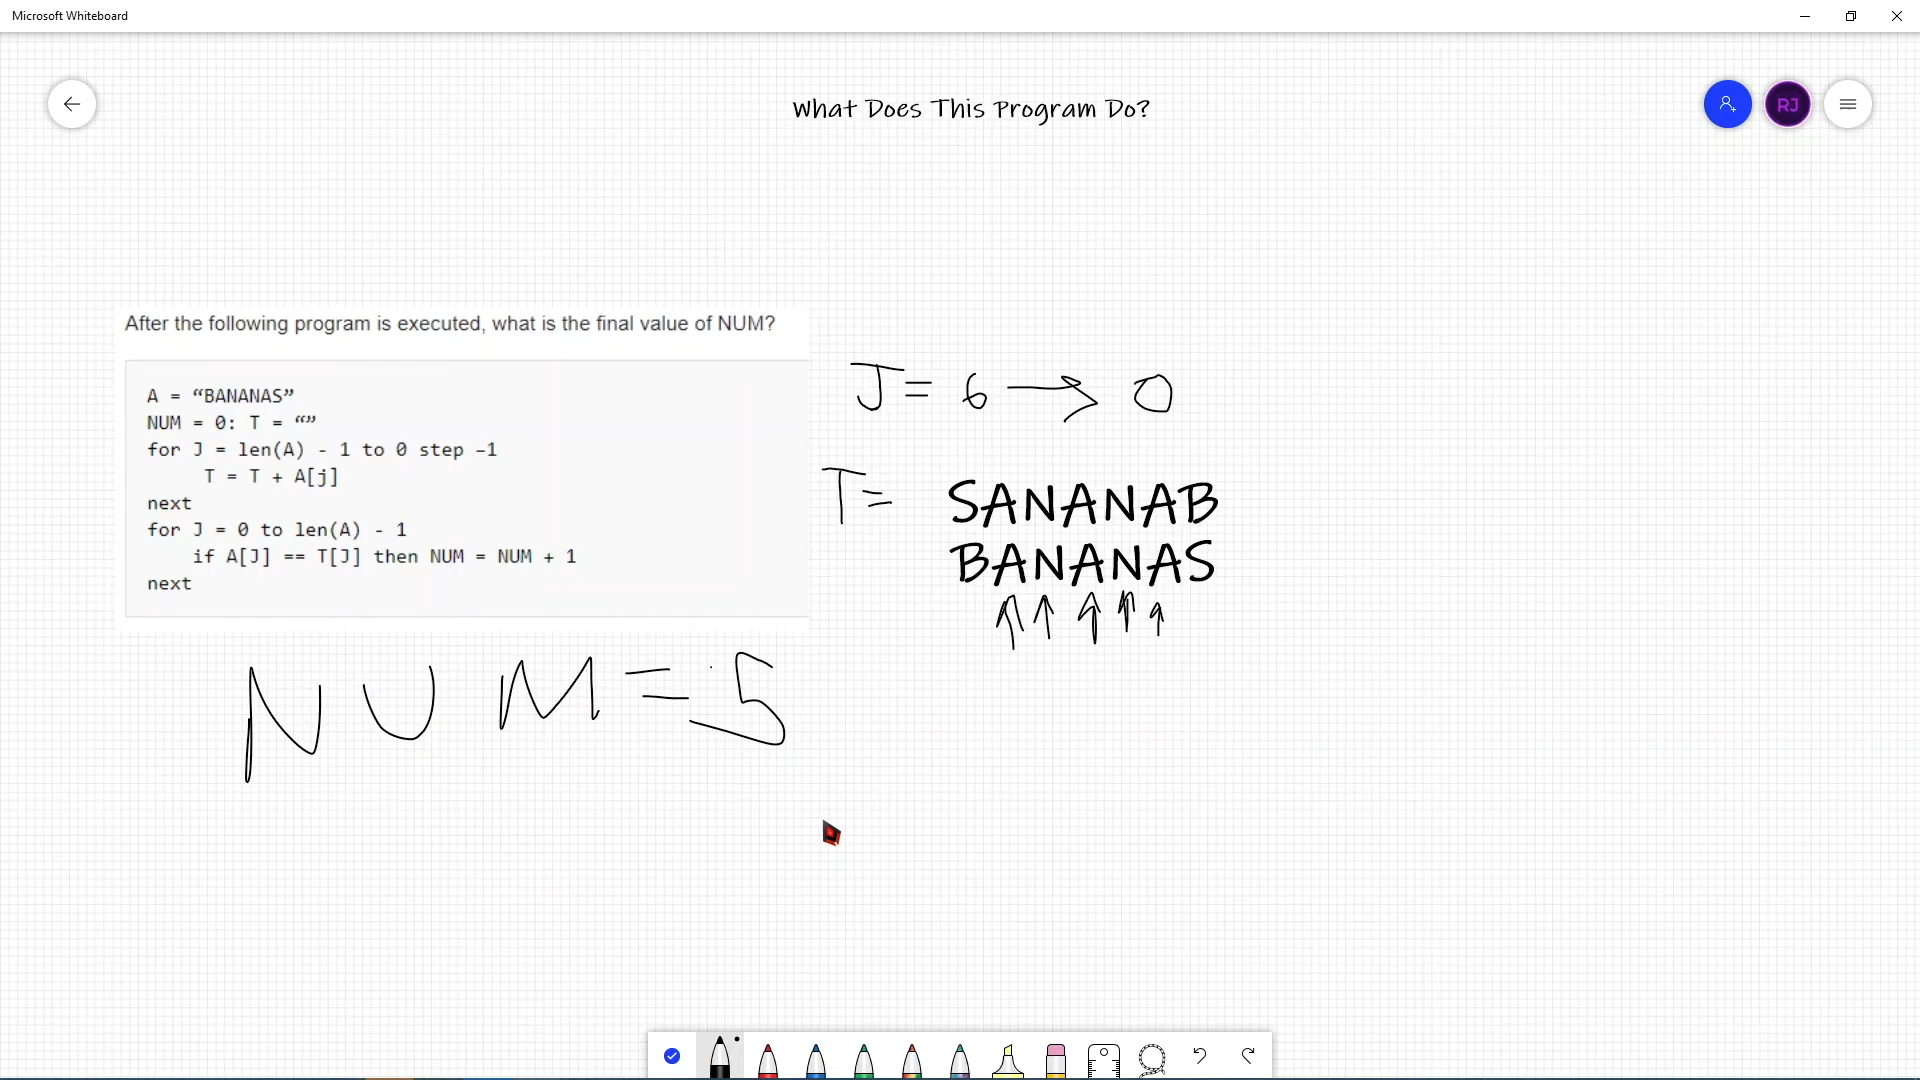 Microsoft Whiteboard
What Does This Program Do?
RJ
After the following program is executed, what is the final value of NUM?
A = “BANANAS”
NUM = 0: T = “”
for J = len(A) - 1 to 0 step –1
T = T + A[j]
next
for J = 0 to len(A) - 1
if A[J] == T[J] then NUM = NUM + 1
next
J = 6 → 0
T = SANANAB
BANANAS
NUM = 5